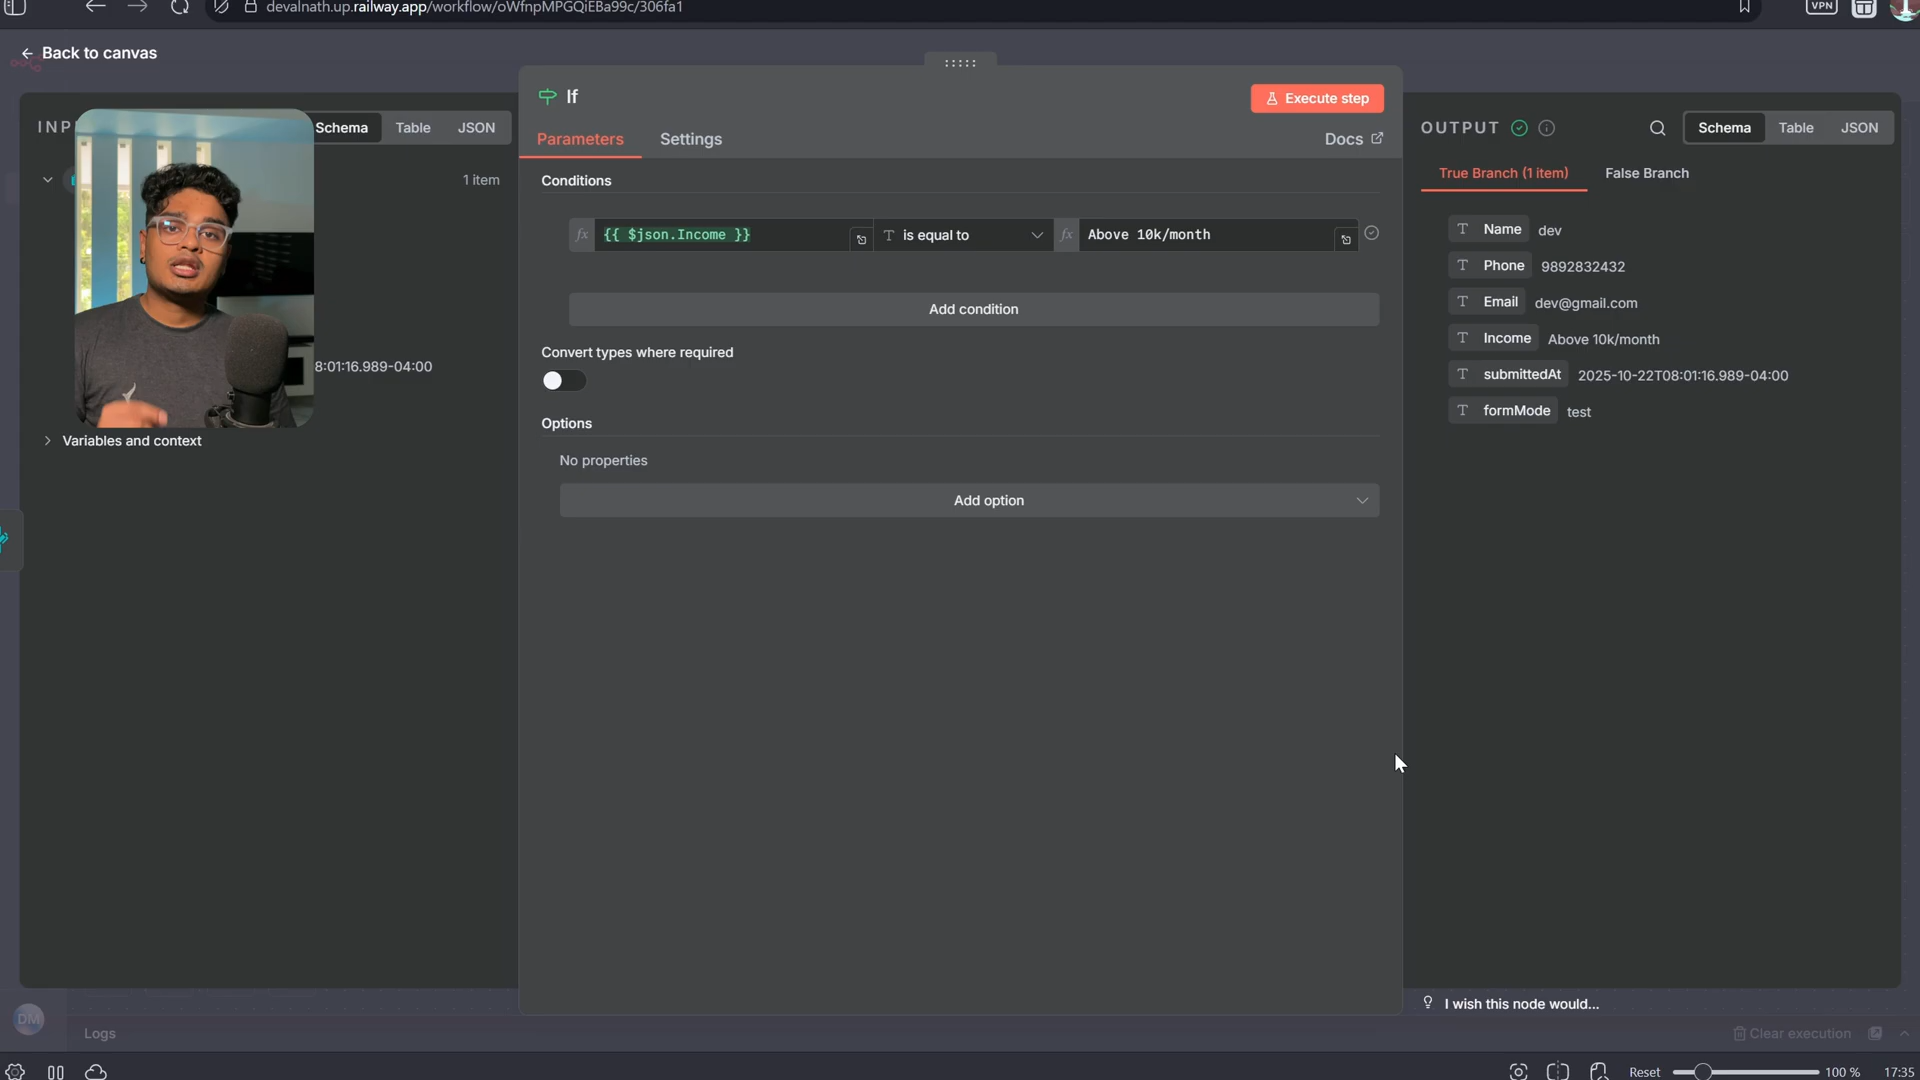 devalnath.up.railway.app/workflow/oWfnpMPGQiEBa99c/306fa1
VPN
Back to canvas
If
Execute step
INP
Schema
Table
JSON
Parameters
Settings
Docs
OUTPUT
Schema
Table
JSON
1 item
Conditions
True Branch (1 item)
False Branch
fx {{ $json.Income }} T is equal to fx Above 10k/month
T Name dev
T Phone 9892832432
T Email dev@gmail.com
T Income Above 10k/month
T submittedAt 2025-10-22T08:01:16.989-04:00
T formMode test
Add condition
Convert types where required
8:01:16.989-04:00
Options
Variables and context
No properties
Add option
I wish this node would...
DM
Logs
Clear execution
Reset
100 %
17:35